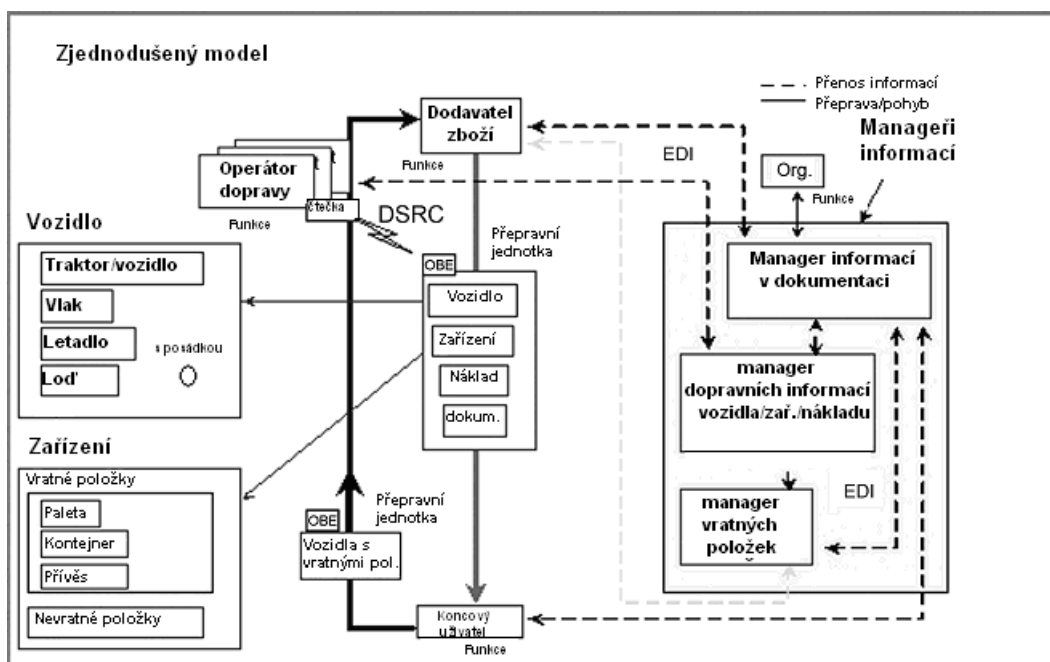 Zjednodušený model
Přenos informací
Přeprava/pohyb
Manageři
informací
Dodavatel
zboží
Funkce
EDI
Org.
Funkce
Operátor
dopravy
čtečka
Funkce
DSRC
Přepravní
jednotka
Vozidlo
Traktor/vozidlo
Vlak
Letadlo
Loď
s posádkou
OBE
Vozidlo
Zařízení
Náklad
dokum.
Manager informací
v dokumentaci
manager
dopravních informací
vozidla/zař./nákladu
manager
vratných
položek
EDI
Zařízení
Vratné položky
Paleta
Kontejner
Přívěs
Nevratné položky
Přepravní
jednotka
OBE
Vozidla s
vratnými pol.
Koncový
uživatel
Funkce